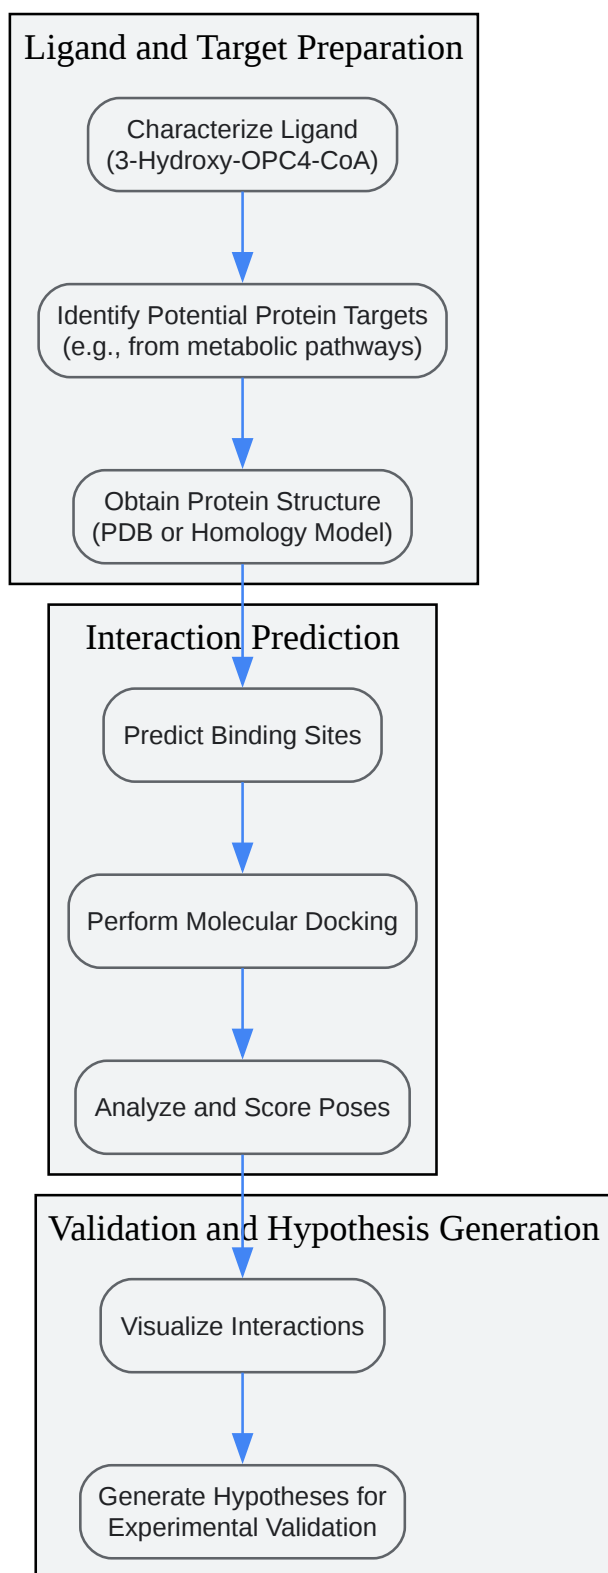 Ligand and Target Preparation
Characterize Ligand
(3-Hydroxy-OPC4-CoA)
Identify Potential Protein Targets
(e.g., from metabolic pathways)
Obtain Protein Structure
(PDB or Homology Model)
Interaction Prediction
Predict Binding Sites
Perform Molecular Docking
Analyze and Score Poses
Validation and Hypothesis Generation
Visualize Interactions
Generate Hypotheses for
Experimental Validation